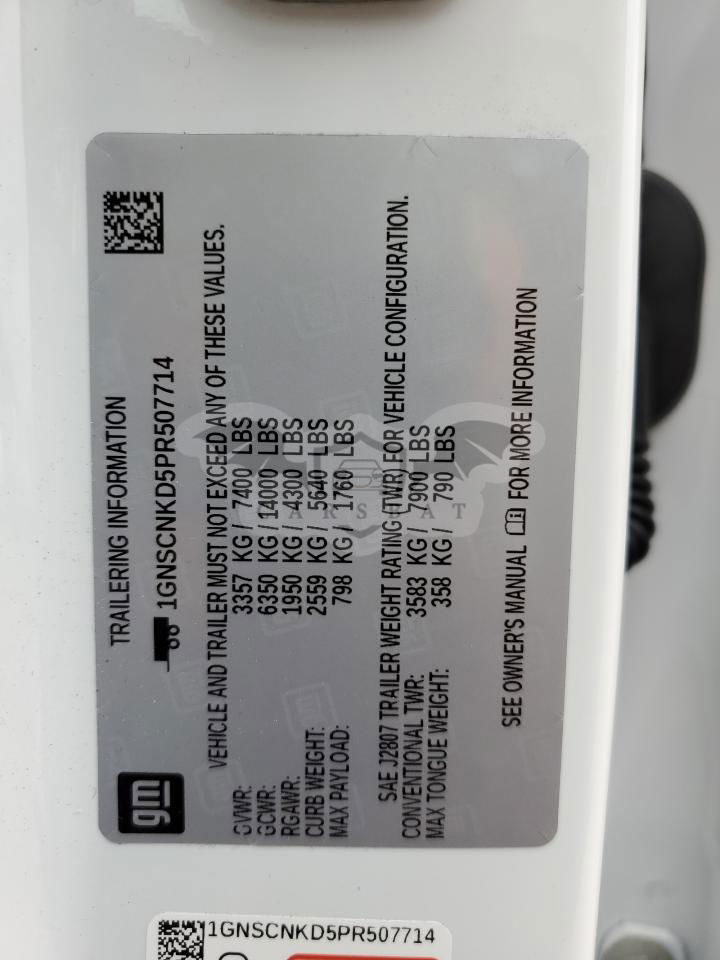 TRAILERING INFORMATION
1GNSCNKD5PR507714
VEHICLE AND TRAILER MUST NOT EXCEED ANY OF THESE VALUES.
GVWR: 3357 KG / 7400 LBS
GCWR: 6350 KG / 14000 LBS
RGAWR: 1950 KG / 4300 LBS
CURB WEIGHT: 2559 KG / 5640 LBS
MAX PAYLOAD: 798 KG / 1760 LBS
SAE J2807 TRAILER WEIGHT RATING (TWR) FOR VEHICLE CONFIGURATION.
CONVENTIONAL TWR: 3583 KG / 7900 LBS
MAX TONGUE WEIGHT: 358 KG / 790 LBS
SEE OWNER'S MANUAL FOR MORE INFORMATION
gm
CARSBAT
1GNSCNKD5PR507714